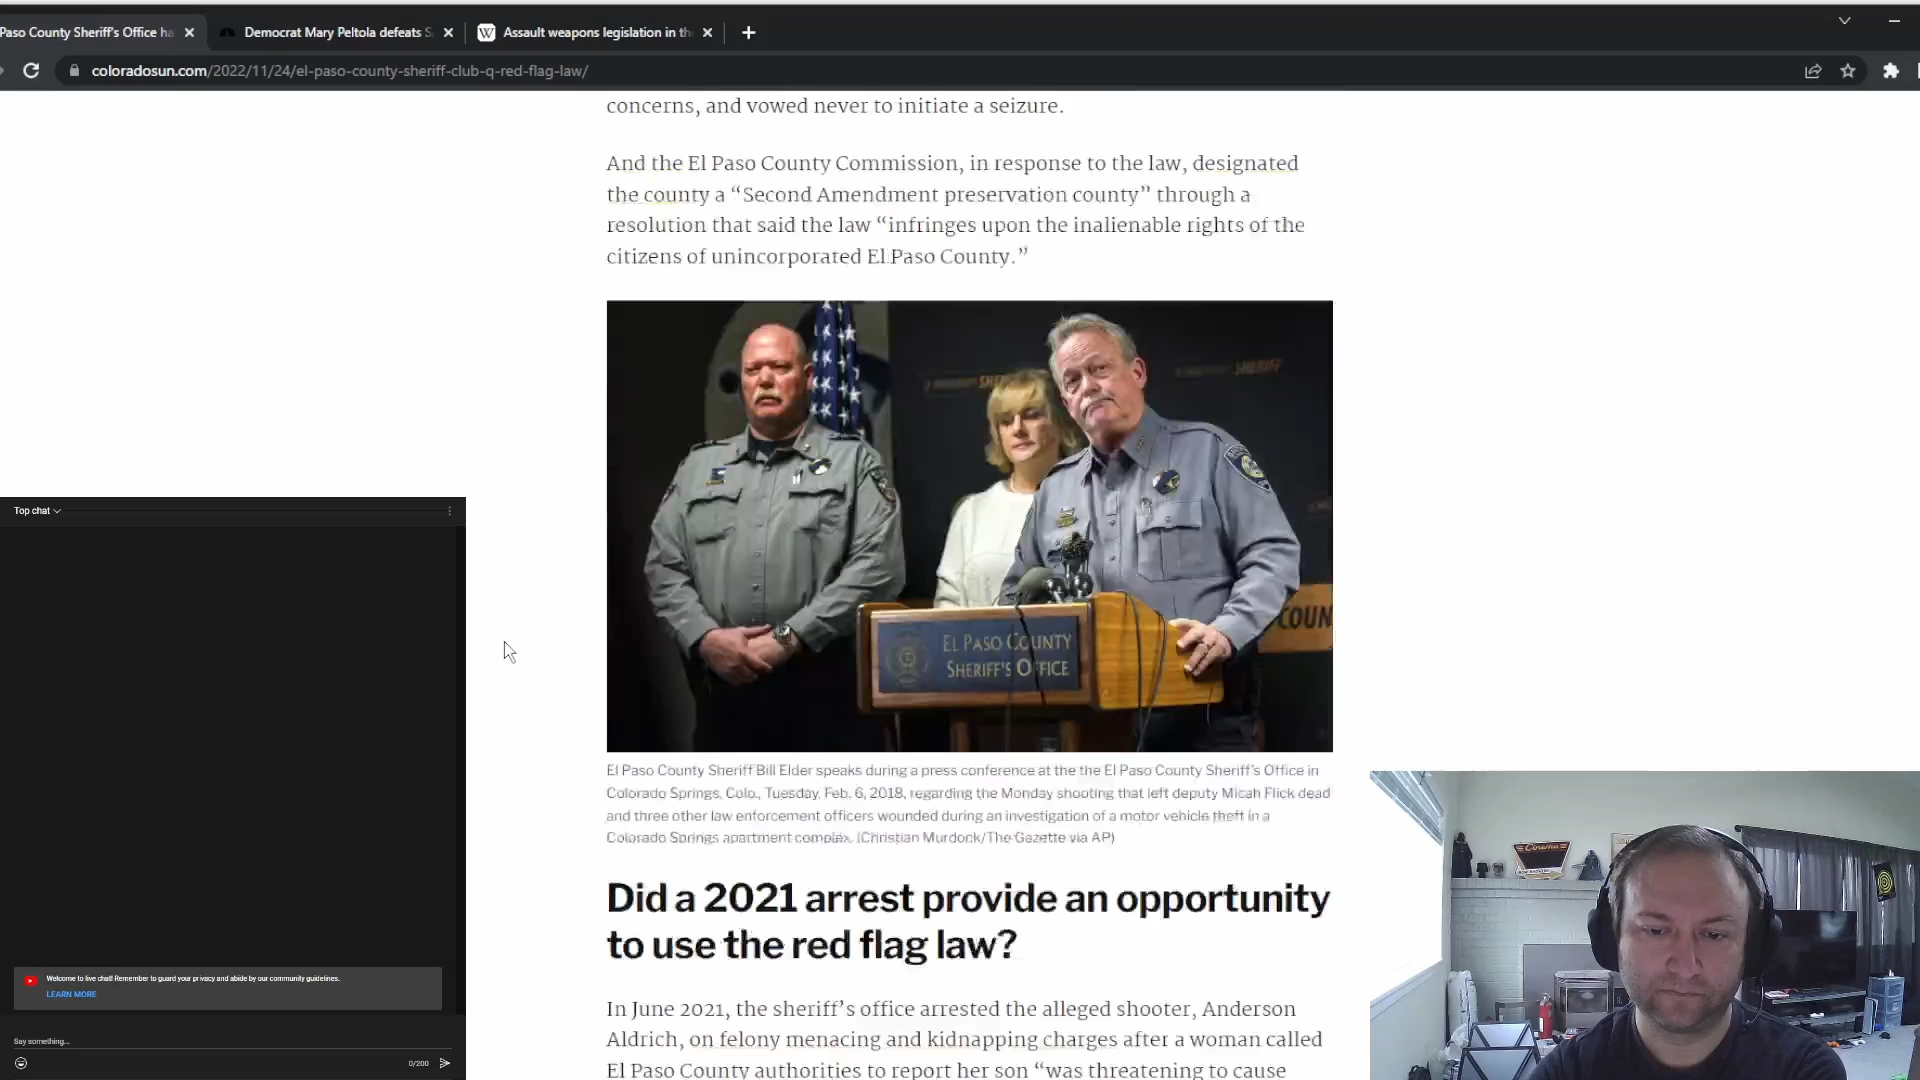 Paso County Sheriff's Office ha
Democrat Mary Peltola defeats S
Assault weapons legislation in th
coloradosun.com/2022/11/24/el-paso-county-sheriff-club-q-red-flag-law/
concerns, and vowed never to initiate a seizure.
And the El Paso County Commission, in response to the law, designated
the county a “Second Amendment preservation county” through a
resolution that said the law “infringes upon the inalienable rights of the
citizens of unincorporated El Paso County.”
SHERIFF
EL PASO COUNTY
SHERIFF'S OFFICE
COUN
El Paso County Sheriff Bill Elder speaks during a press conference at the the El Paso County Sheriff's Office in
Colorado Springs, Colo., Tuesday, Feb. 6, 2018, regarding the Monday shooting that left deputy Micah Flick dead
and three other law enforcement officers wounded during an investigation of a motor vehicle theft in a
Colorado Springs apartment complex. (Christian Murdock/The Gazette via AP)
Did a 2021 arrest provide an opportunity
to use the red flag law?
In June 2021, the sheriff's office arrested the alleged shooter, Anderson
Aldrich, on felony menacing and kidnapping charges after a woman called
El Paso County authorities to report her son “was threatening to cause
Top chat
Welcome to live chat! Remember to guard your privacy and abide by our community guidelines.
LEARN MORE
Say something...
0/200
Cinema